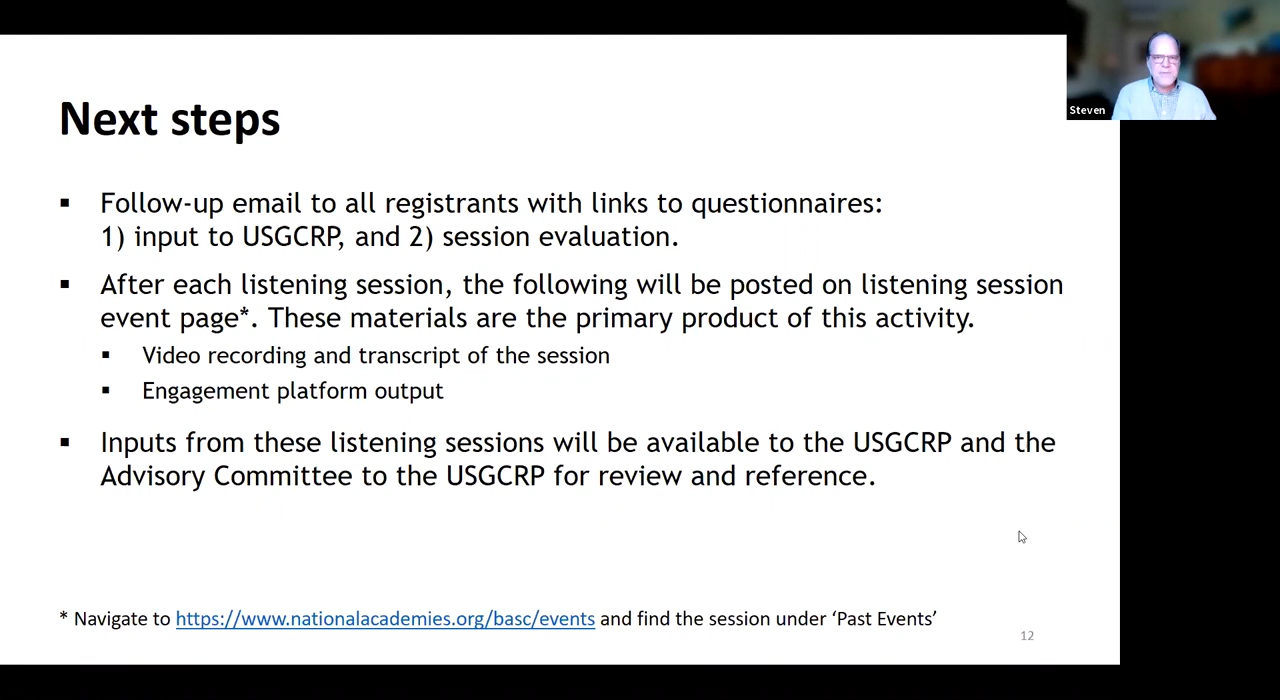 Steven
Next steps
▪ Follow-up email to all registrants with links to questionnaires:
1) input to USGCRP, and 2) session evaluation.
▪ After each listening session, the following will be posted on listening session
event page*. These materials are the primary product of this activity.
▪ Video recording and transcript of the session
▪ Engagement platform output
▪ Inputs from these listening sessions will be available to the USGCRP and the
Advisory Committee to the USGCRP for review and reference.
* Navigate to https://www.nationalacademies.org/basc/events and find the session under ‘Past Events’
12